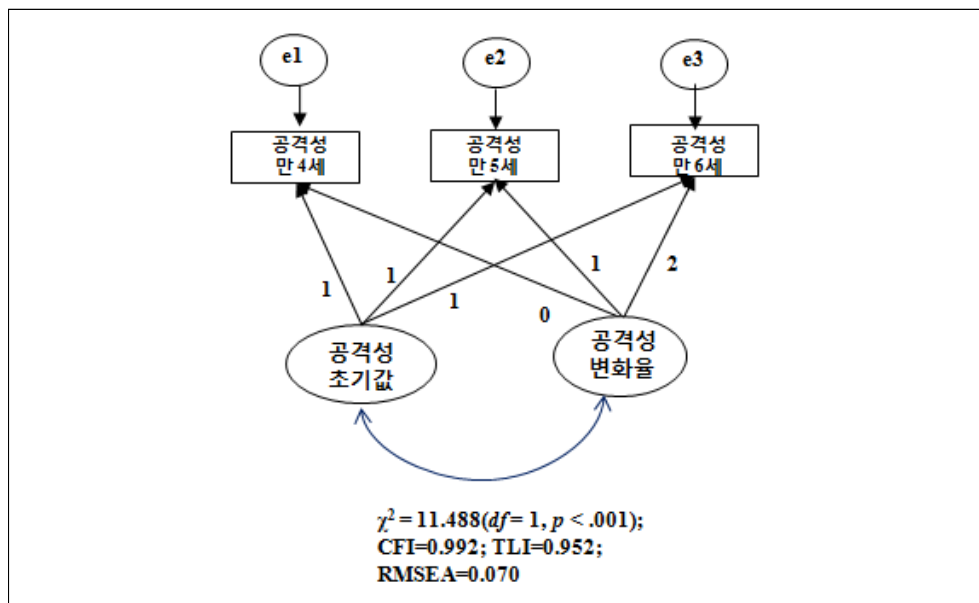 e1
e2
e3
공격성
만 4세
공격성
만 5세
공격성
만 6세
1
1
1
0
1
2
공격성
초기값
공격성
변화율
χ² = 11.488(df = 1, p < .001);
CFI=0.992; TLI=0.952;
RMSEA=0.070